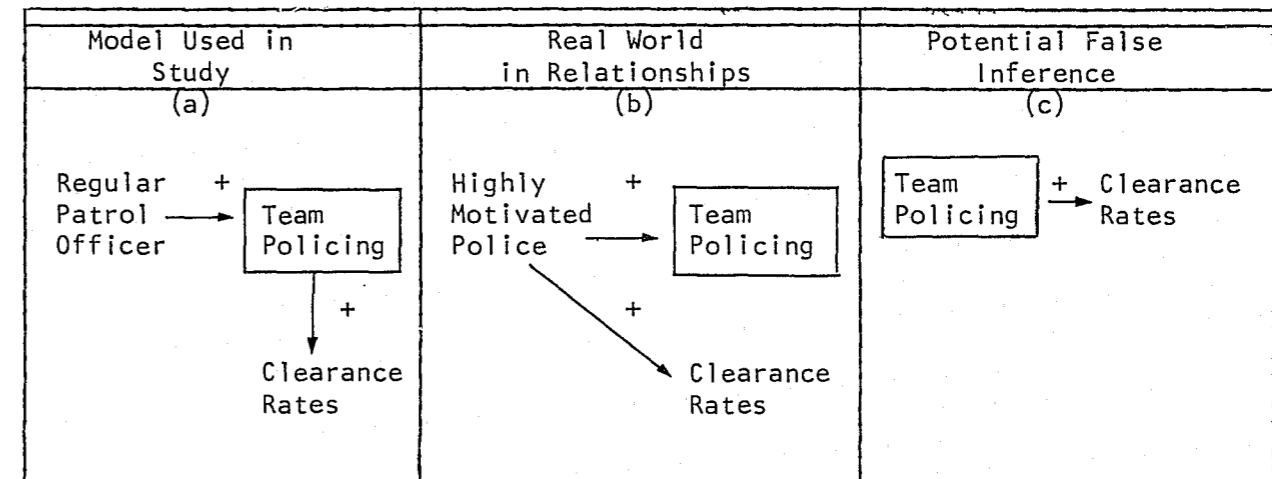 Model Used in
Study
(a)
Real World
in Relationships
(b)
Potential False
Inference
(c)
Regular +
Patrol
Officer
Team
Policing
+
Clearance
Rates
Highly +
Motivated
Police
Team
Policing
+
Clearance
Rates
Team
Policing
+
Clearance
Rates